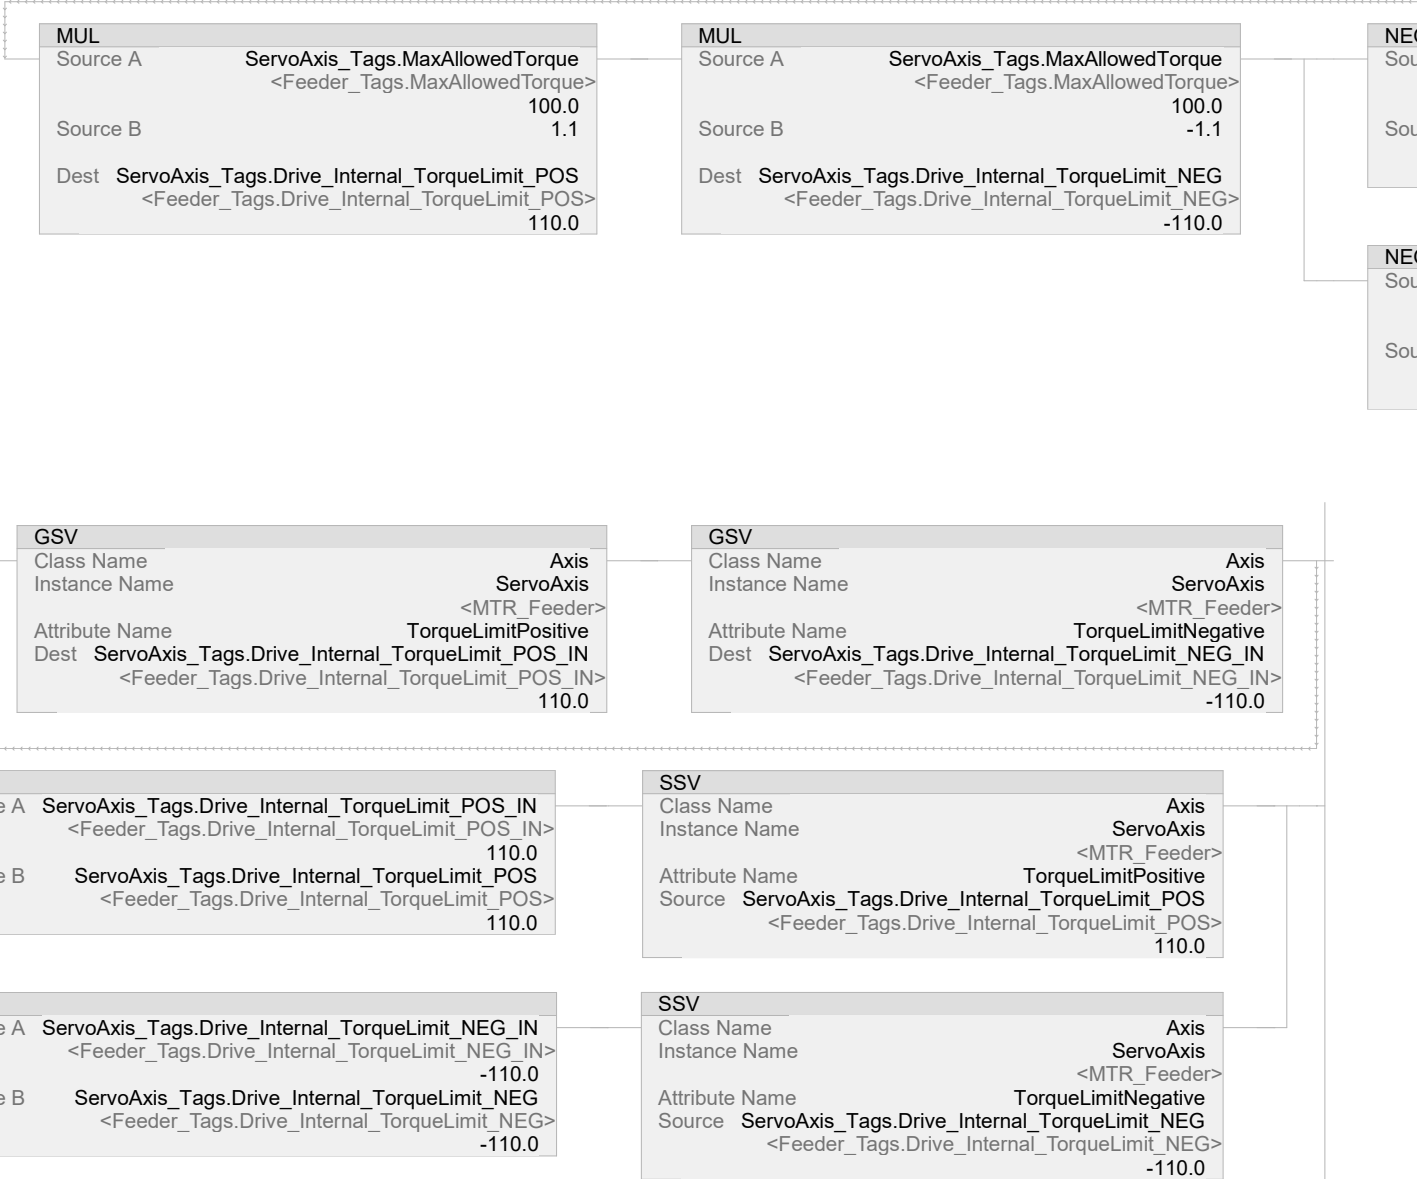 MUL
Source A ServoAxis_Tags.MaxAllowedTorque
<Feeder_Tags.MaxAllowedTorque>
100.0
Source B 1.1
Dest ServoAxis_Tags.Drive_Internal_TorqueLimit_POS
<Feeder_Tags.Drive_Internal_TorqueLimit_POS>
110.0
MUL
Source A ServoAxis_Tags.MaxAllowedTorque
<Feeder_Tags.MaxAllowedTorque>
100.0
Source B -1.1
Dest ServoAxis_Tags.Drive_Internal_TorqueLimit_NEG
<Feeder_Tags.Drive_Internal_TorqueLimit_NEG>
-110.0
NE
Sou
Sou
NE
Sou
Sou
GSV
Class Name Axis
Instance Name ServoAxis
<MTR_Feeder>
Attribute Name TorqueLimitPositive
Dest ServoAxis_Tags.Drive_Internal_TorqueLimit_POS_IN
<Feeder_Tags.Drive_Internal_TorqueLimit_POS_IN>
110.0
GSV
Class Name Axis
Instance Name ServoAxis
<MTR_Feeder>
Attribute Name TorqueLimitNegative
Dest ServoAxis_Tags.Drive_Internal_TorqueLimit_NEG_IN
<Feeder_Tags.Drive_Internal_TorqueLimit_NEG_IN>
-110.0
e A ServoAxis_Tags.Drive_Internal_TorqueLimit_POS_IN
<Feeder_Tags.Drive_Internal_TorqueLimit_POS_IN>
110.0
e B ServoAxis_Tags.Drive_Internal_TorqueLimit_POS
<Feeder_Tags.Drive_Internal_TorqueLimit_POS>
110.0
SSV
Class Name Axis
Instance Name ServoAxis
<MTR_Feeder>
Attribute Name TorqueLimitPositive
Source ServoAxis_Tags.Drive_Internal_TorqueLimit_POS
<Feeder_Tags.Drive_Internal_TorqueLimit_POS>
110.0
e A ServoAxis_Tags.Drive_Internal_TorqueLimit_NEG_IN
<Feeder_Tags.Drive_Internal_TorqueLimit_NEG_IN>
-110.0
e B ServoAxis_Tags.Drive_Internal_TorqueLimit_NEG
<Feeder_Tags.Drive_Internal_TorqueLimit_NEG>
-110.0
SSV
Class Name Axis
Instance Name ServoAxis
<MTR_Feeder>
Attribute Name TorqueLimitNegative
Source ServoAxis_Tags.Drive_Internal_TorqueLimit_NEG
<Feeder_Tags.Drive_Internal_TorqueLimit_NEG>
-110.0